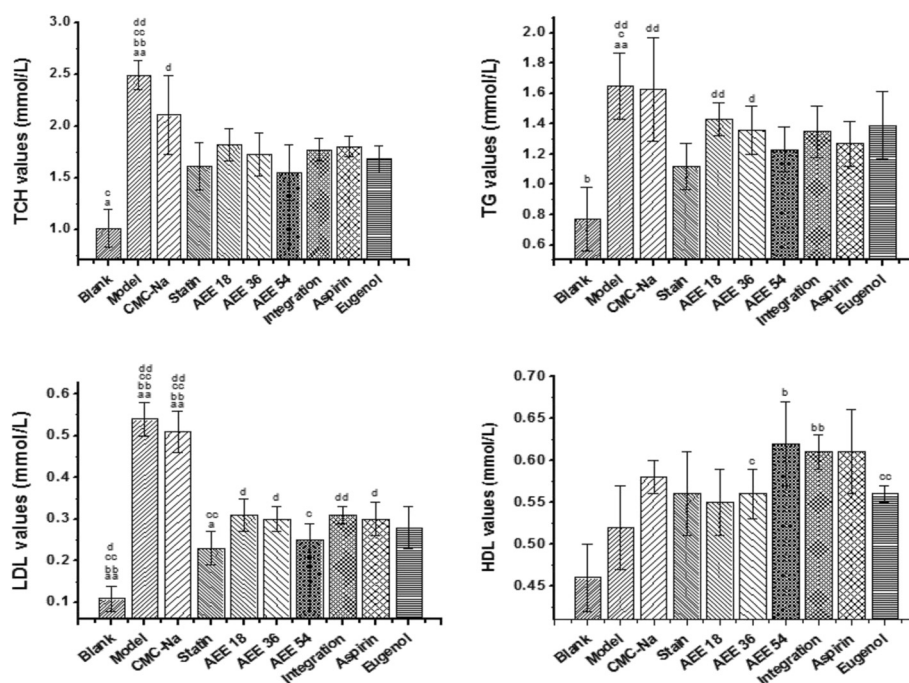 TCH values (mmol/L)
3.0
2.5
2.0
1.5
1.0
c
a
dd
cc
bb
aa
d
Blank
Model
CMC-Na
Statin
AEE 18
AEE 36
AEE 54
Integration
Aspirin
Eugenol
TG values (mmol/L)
2.0
1.8
1.6
1.4
1.2
1.0
0.8
0.6
b
dd
c
aa
dd
dd
d
Blank
Model
CMC-Na
Stain
AEE 18
AEE 36
AEE 54
Integration
Aspirin
Eugenol
LDL values (mmol/L)
0.6
0.5
0.4
0.3
0.2
0.1
d
dd
cc
bb
aa
dd
cc
bb
aa
cc
a
d
d
c
dd
d
Blank
Model
CMC-Na
Statin
AEE 18
AEE 36
AEE 54
Integration
Aspirin
Eugenol
HDL values (mmol/L)
0.70
0.65
0.60
0.55
0.50
0.45
c
b
bb
cc
Blank
Model
CMC-Na
Stain
AEE 18
AEE 36
AEE 54
Integration
Aspirin
Eugenol